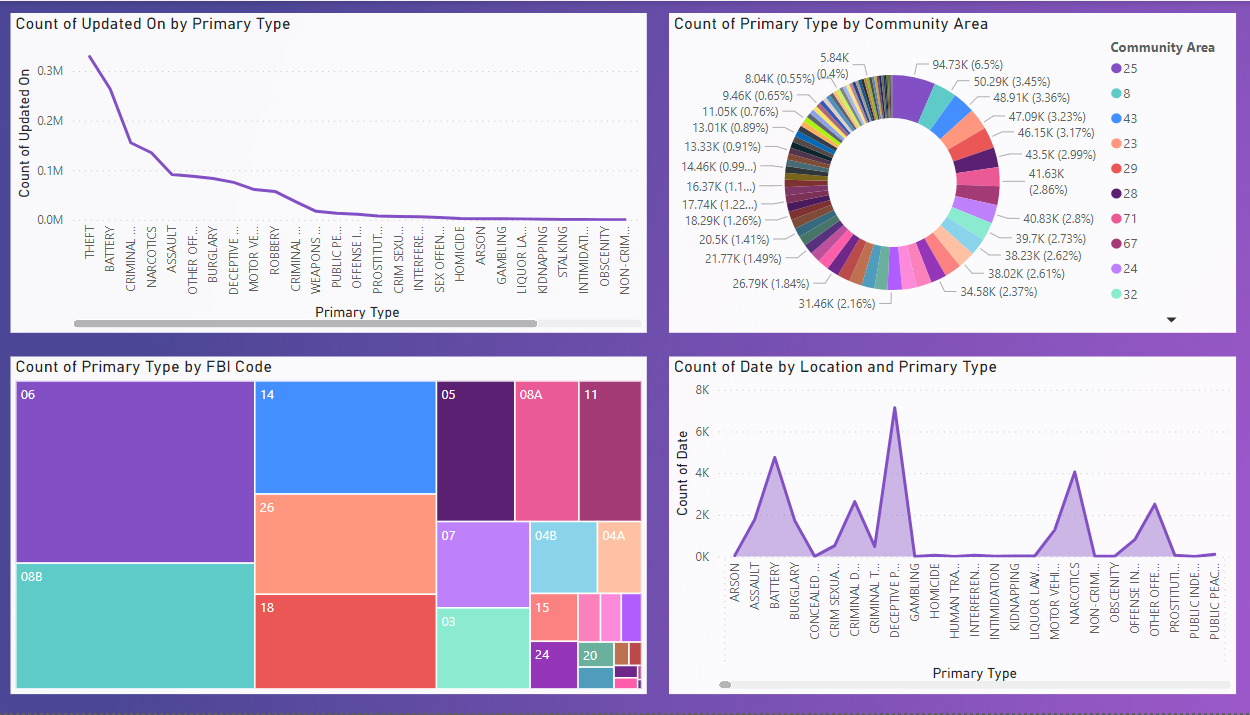 Count of Updated On by Primary Type
0.3M
0.2M
0.1M
0.0M
Count of Updated On
THEFT
BATTERY
CRIMINAL ...
NARCOTICS
ASSAULT
OTHER OFF...
BURGLARY
DECEPTIVE ...
MOTOR VE...
ROBBERY
CRIMINAL ...
WEAPONS ...
PUBLIC PE...
OFFENSE I...
PROSTITUT...
CRIM SEXU...
INTERFERE...
SEX OFFEN...
HOMICIDE
ARSON
GAMBLING
LIQUOR LA...
KIDNAPPING
STALKING
INTIMIDATI...
OBSCENITY
NON-CRIM...
Primary Type
Count of Primary Type by Community Area
94.73K (6.5%)
50.29K (3.45%)
48.91K (3.36%)
47.09K (3.23%)
46.15K (3.17%)
43.5K (2.99%)
41.63K
(2.86%)
40.83K (2.8%)
39.7K (2.73%)
38.23K (2.62%)
38.02K (2.61%)
34.58K (2.37%)
31.46K (2.16%)
26.79K (1.84%)
21.77K (1.49%)
20.5K (1.41%)
18.29K (1.26%)
17.74K (1.22...)
16.37K (1.1...)
14.46K (0.99...)
13.33K (0.91%)
13.01K (0.89%)
11.05K (0.76%)
9.46K (0.65%)
8.04K (0.55%)
5.84K
(0.4%)
Community Area
25
8
43
23
29
28
71
67
24
32
Count of Primary Type by FBI Code
06
08B
14
26
18
05
08A
11
07
04B
04A
03
15
24
20
Count of Date by Location and Primary Type
8K
6K
4K
2K
0K
Count of Date
ARSON
ASSAULT
BATTERY
BURGLARY
CONCEALED ...
CRIM SEXUA...
CRIMINAL D...
CRIMINAL T...
DECEPTIVE P...
GAMBLING
HOMICIDE
HUMAN TRA...
INTERFEREN...
INTIMIDATION
KIDNAPPING
LIQUOR LAW...
MOTOR VEHI...
NARCOTICS
NON-CRIMI...
OBSCENITY
OFFENSE IN...
OTHER OFFE...
PROSTITUTI...
PUBLIC INDE...
PUBLIC PEAC...
Primary Type